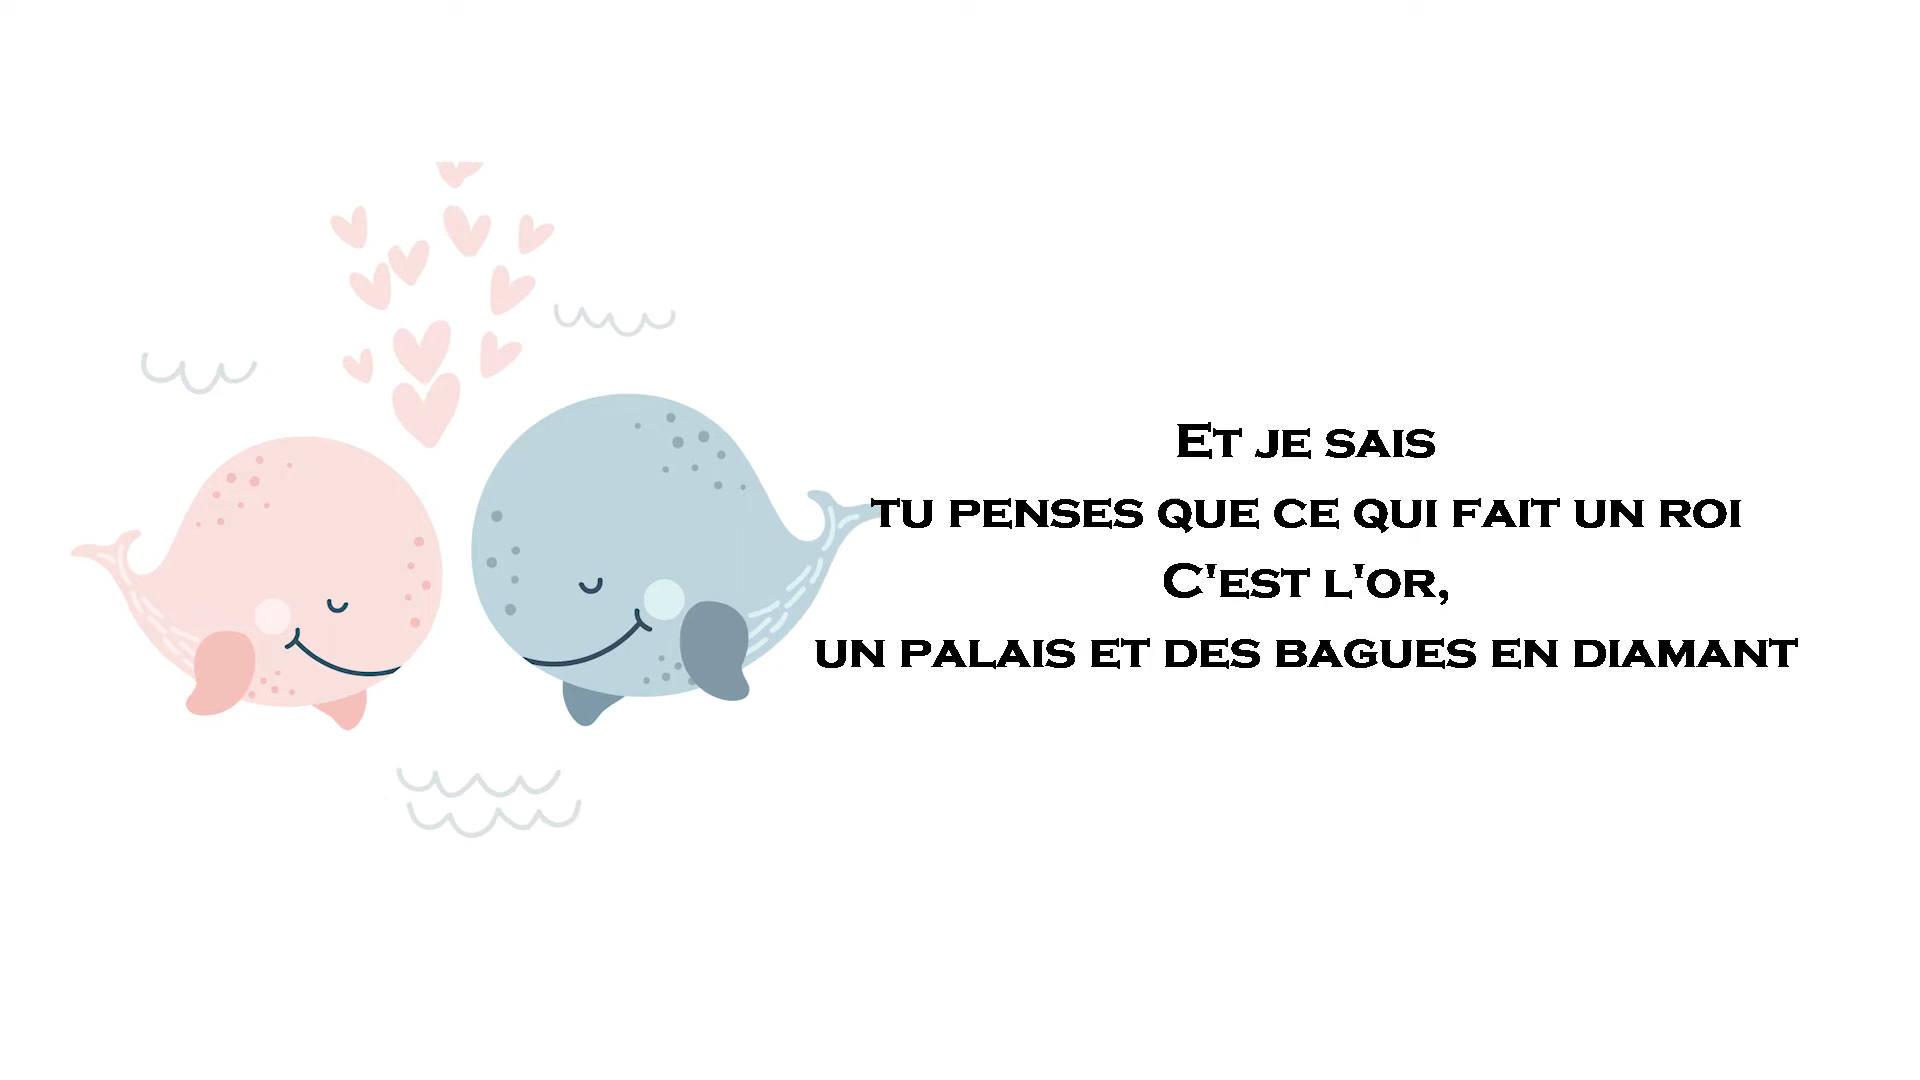 Et je sais
tu penses que ce qui fait un roi
C'est l'or,
un palais et des bagues en diamant